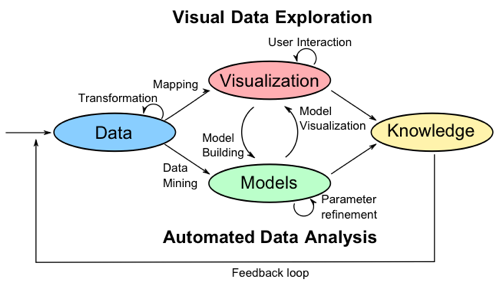 Visual Data Exploration
User Interaction
Visualization
Mapping
Transformation
Data
Model
Building
Model
Visualization
Knowledge
Data
Mining
Models
Parameter
refinement
Automated Data Analysis
Feedback loop